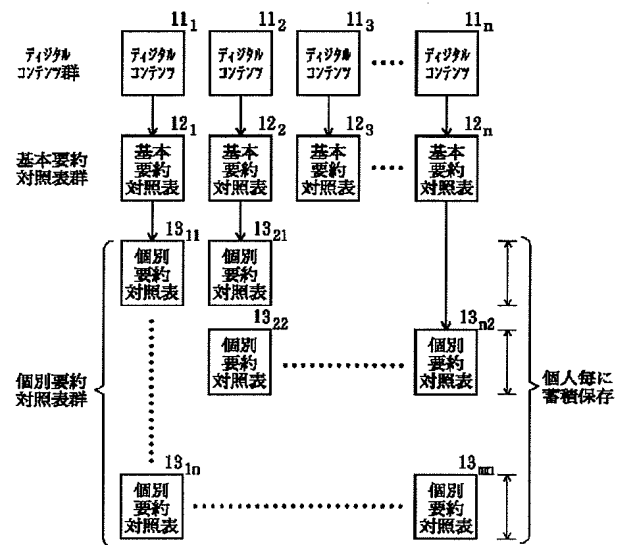 11₁ 11₂ 11₃ 11ₙ
ディジタル
コンテンツ群
ディジタル
コンテンツ
ディジタル
コンテンツ
ディジタル
コンテンツ
ディジタル
コンテンツ
12₁ 12₂ 12₃ 12ₙ
基本要約
対照表群
基本
要約
対照表
基本
要約
対照表
基本
要約
対照表
基本
要約
対照表
13₁₁ 13₂₁
個別
要約
対照表
個別
要約
対照表
13₂₂ 13ₙ₂
個別
要約
対照表
個別
要約
対照表
個別要約
対照表群
個人毎に
蓄積保存
13₁ₙ
個別
要約
対照表
個別
要約
対照表